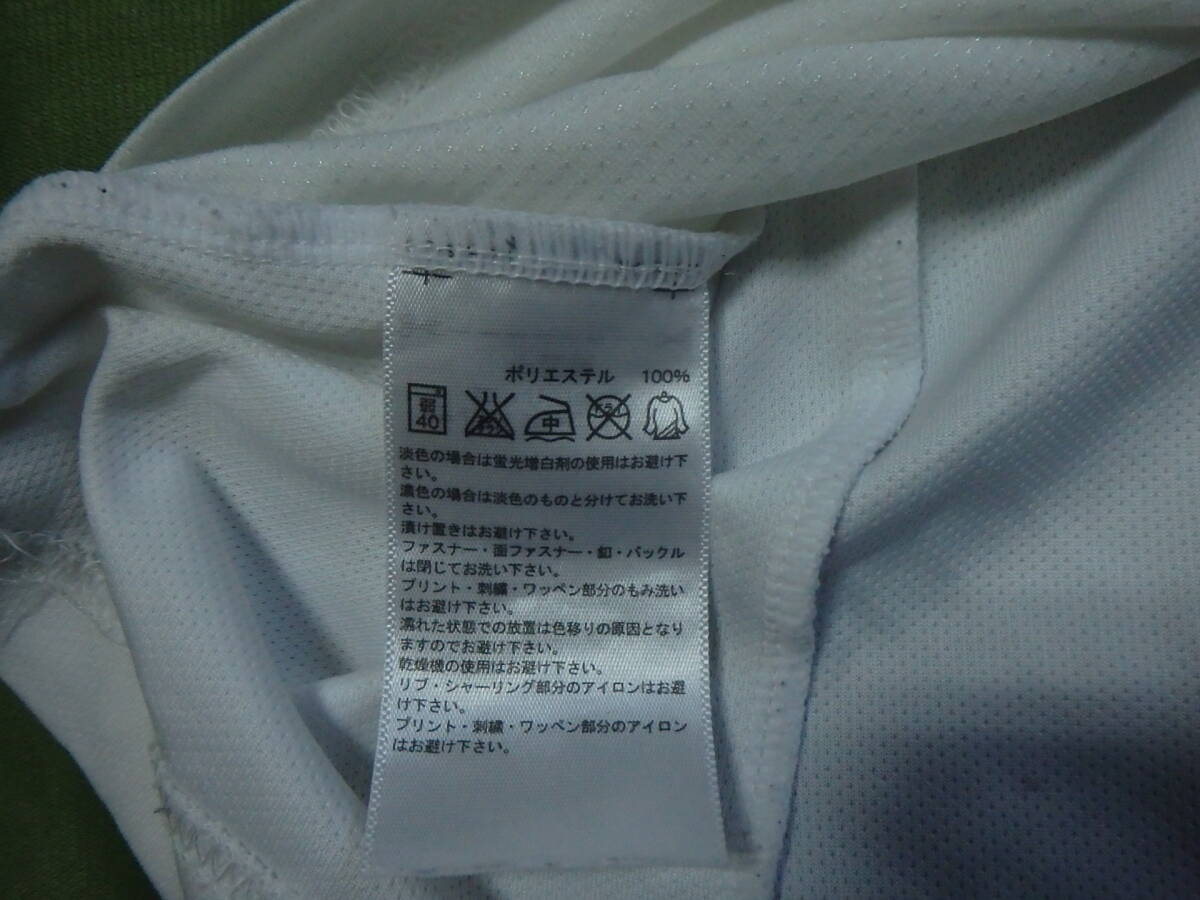 ポリエステル 100%
弱 40 中 ドライ
淡色の場合は蛍光増白剤の使用はお避け下
さい。
濃色の場合は淡色のものと分けてお洗い下
さい。
漬け置きはお避け下さい。
ファスナー・面ファスナー・釦・バックル
は閉じてお洗い下さい。
プリント・刺繍・ワッペン部分のもみ洗い
はお避け下さい。
濡れた状態での放置は色移りの原因となり
ますのでお避け下さい。
乾燥機の使用はお避け下さい。
リブ・シャーリング部分のアイロンはお避
け下さい。
プリント・刺繍・ワッペン部分のアイロン
はお避け下さい。